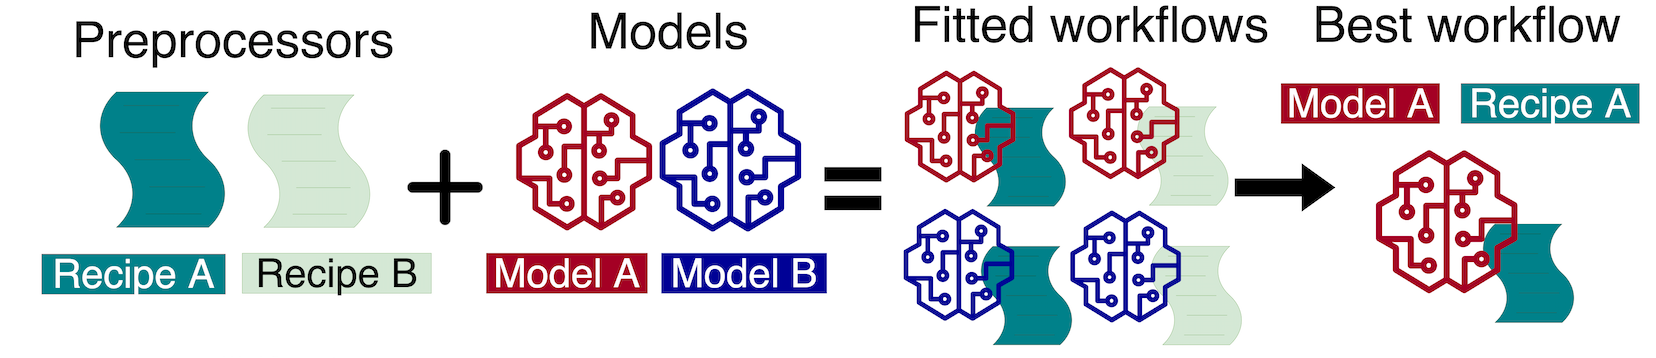 Preprocessors
Models
Fitted workflows
Best workflow
Recipe A
Recipe B
Model A
Model B
Model A
Recipe A